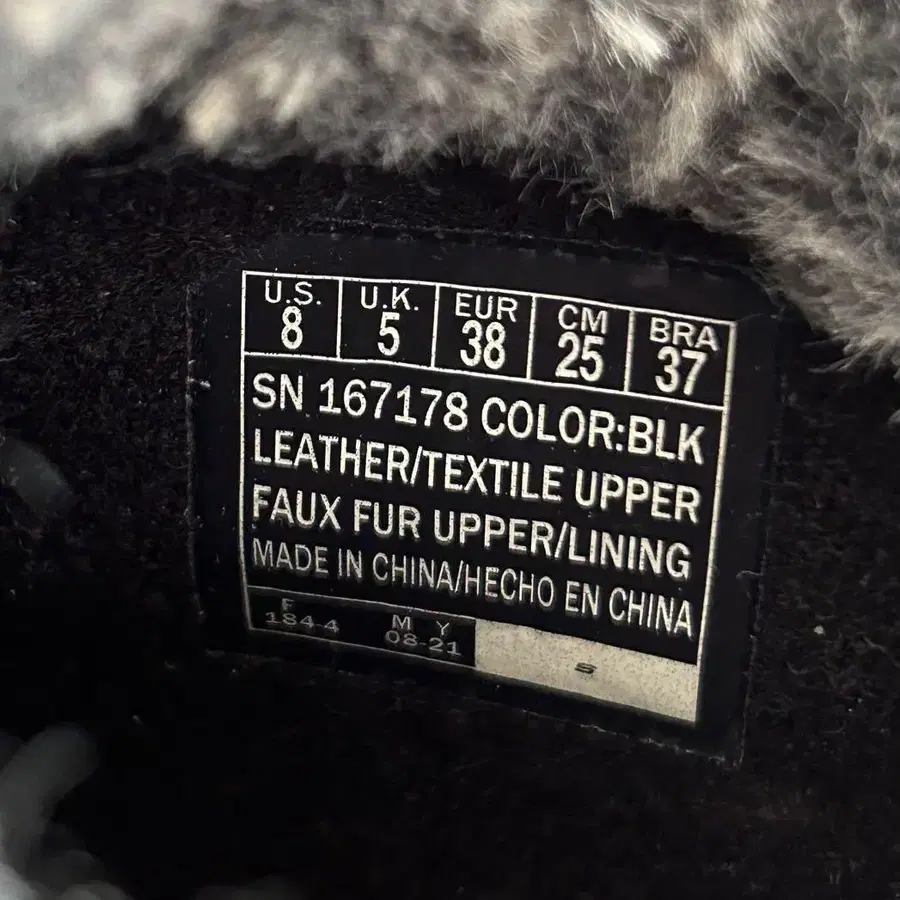 U.S. U.K. EUR CM BRA
8 5 38 25 37
SN 167178 COLOR:BLK
LEATHER/TEXTILE UPPER
FAUX FUR UPPER/LINING
MADE IN CHINA/HECHO EN CHINA
F M Y
184-4 08-21
S